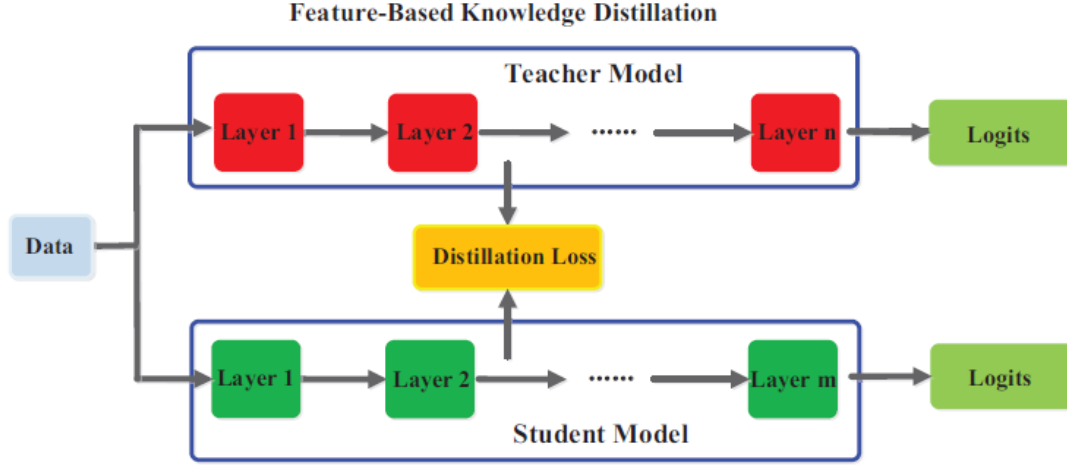 Feature-Based Knowledge Distillation
Teacher Model
Layer 1
Layer 2
......
Layer n
Logits
Data
Distillation Loss
Layer 1
Layer 2
......
Layer m
Logits
Student Model